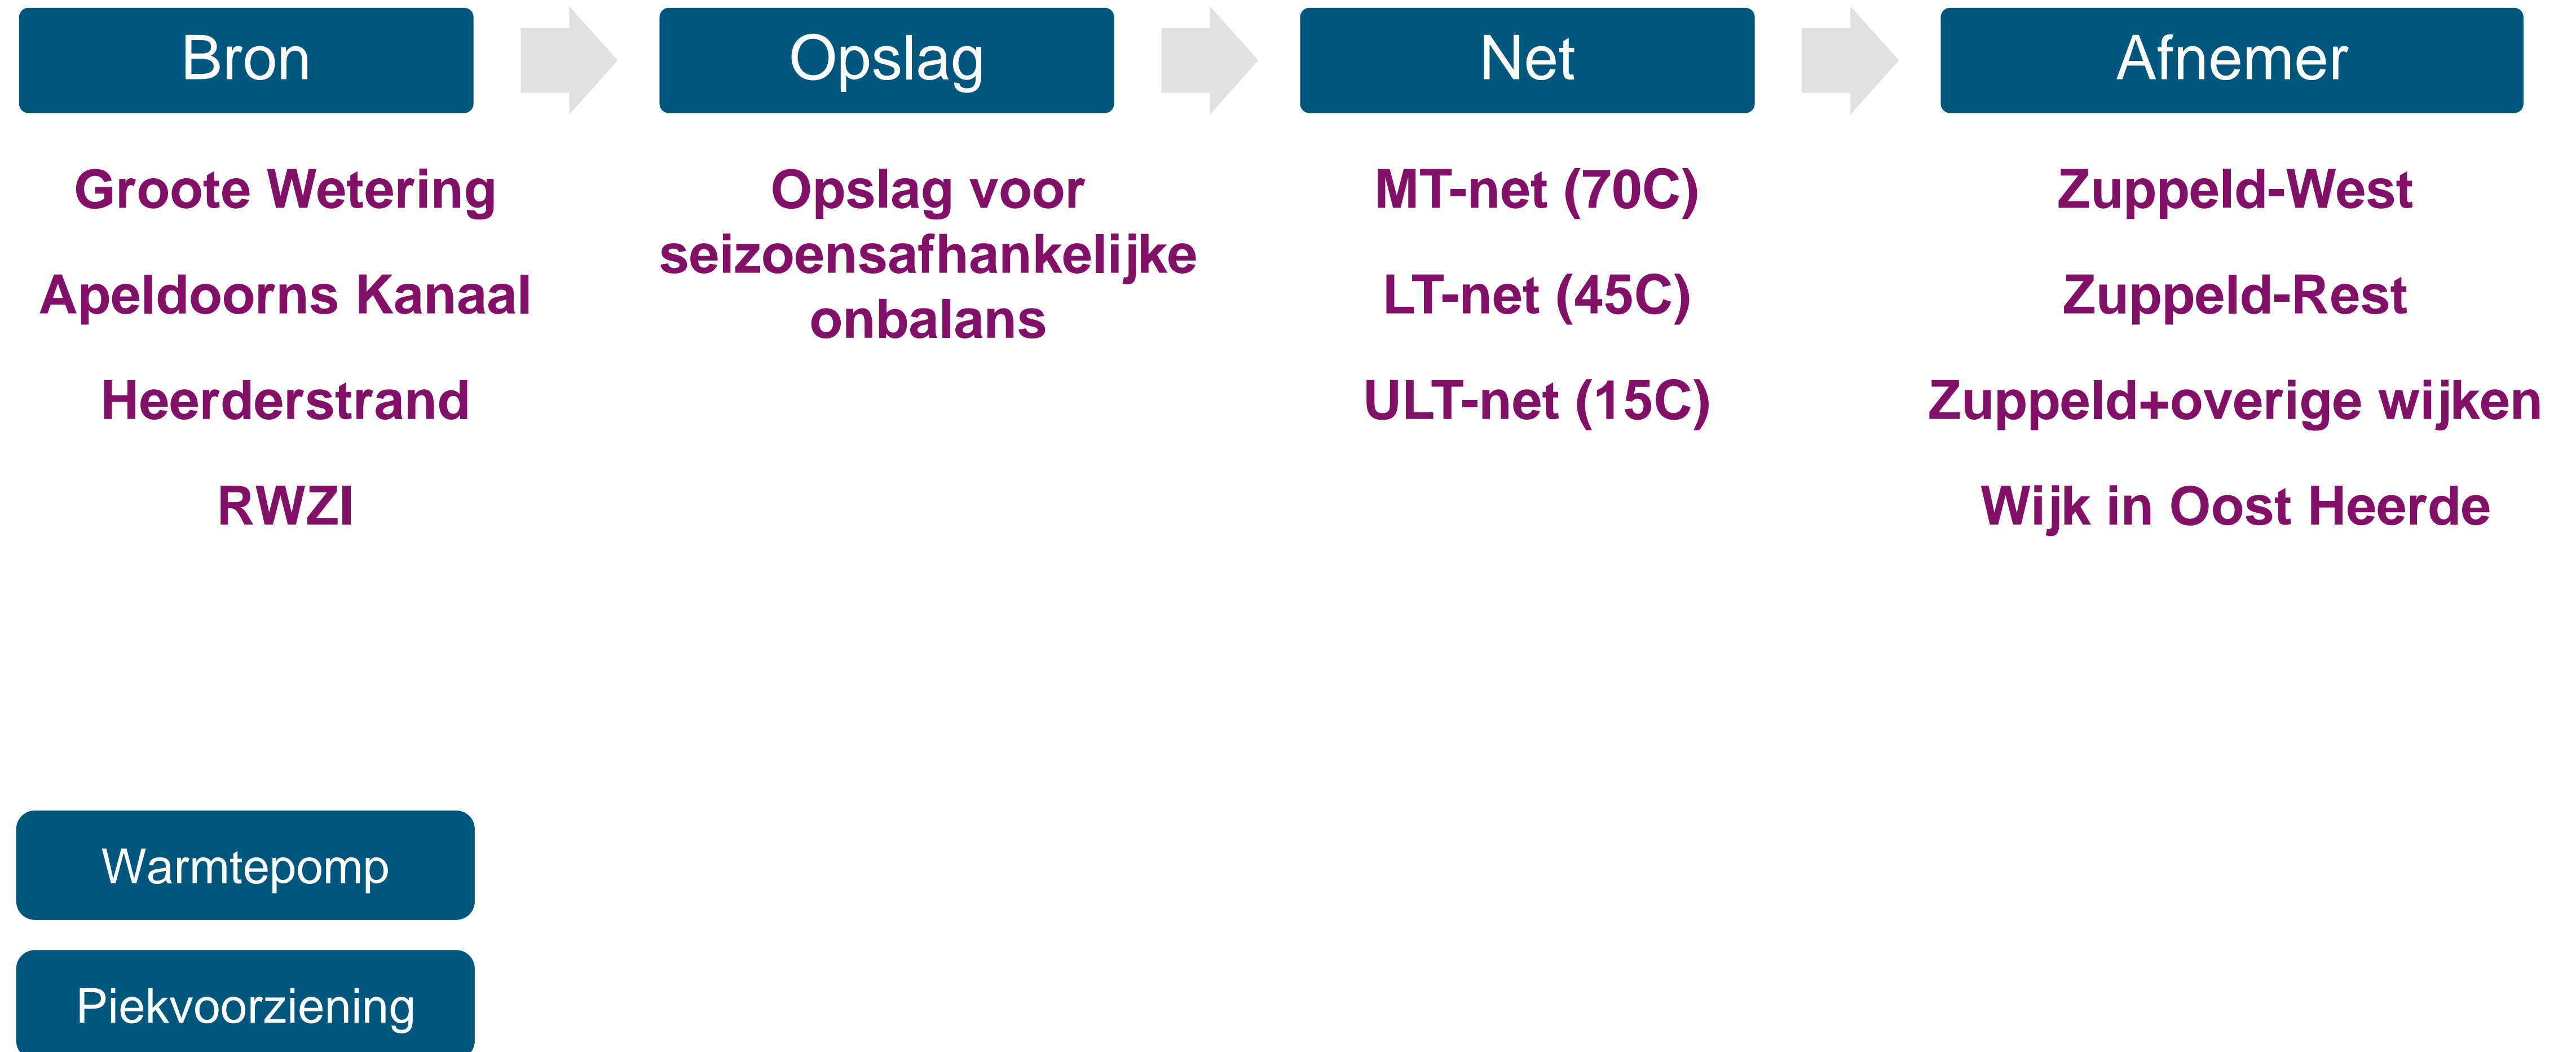 Bron
Opslag
Net
Afnemer
Groote Wetering
Apeldoorns Kanaal
Heerderstrand
RWZI
Opslag voor
seizoensafhankelijke
onbalans
MT-net (70C)
LT-net (45C)
ULT-net (15C)
Zuppeld-West
Zuppeld-Rest
Zuppeld+overige wijken
Wijk in Oost Heerde
Warmtepomp
Piekvoorziening